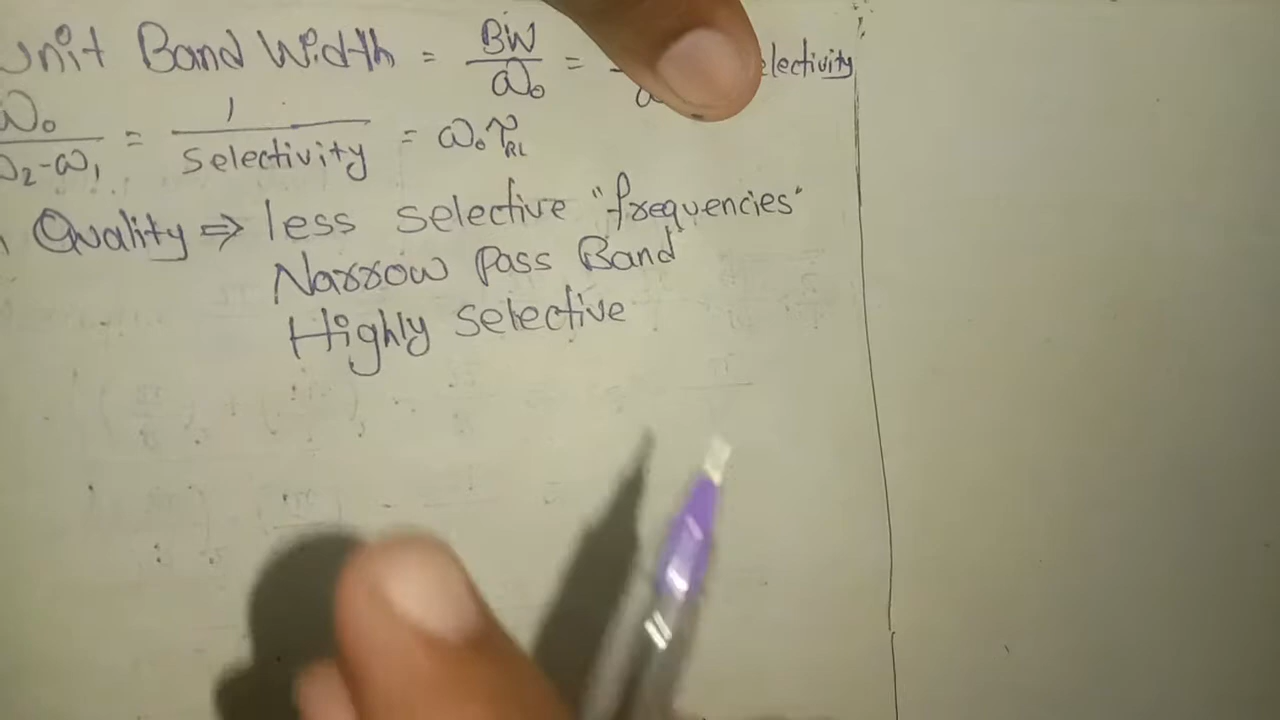 unit Band Width = BW/ω₀ = electivity
ω₀/ω₂-ω₁ = 1/Selectivity = ω₀τ_RL
Quality ⇒ less selective "frequencies"
Narrow Pass Band
Highly selective